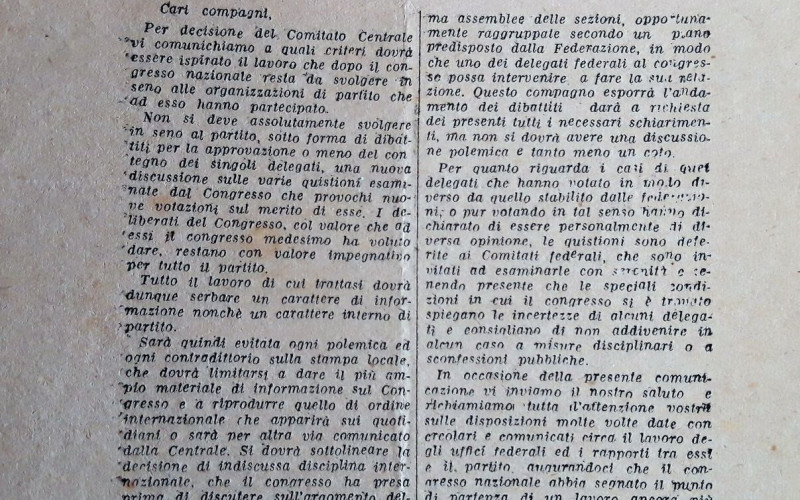 Cari compagni,
Per decisione del Comitato Centrale
vi comunichiamo a quali criteri dovrà
essere ispirato il lavoro che dopo il con-
gresso nazionale resta da svolgere in
seno alle organizzazioni di partito che
ad esso hanno partecipato.
Non si deve assolutamente svolgere
in seno al partito, sotto forma di dibat-
titi per la approvazione o meno del con
tegno dei singoli delegati, una nuova
discussione sulle varie quistioni esami-
nate dal Congresso che provochi nuo-
ve votazioni sul merito di esse. I de-
liberati del Congresso, col valore che ad
essi il congresso medesimo ha voluto
dare, restano con valore impegnativo
per tutto il partito.
Tutto il lavoro di cui trattasi dovrà
dunque serbare un carattere di infor-
mazione nonchè un carattere interno di
partito.
Sarà quindi evitata ogni polemica ed
ogni contradittorio sulla stampa locale,
che dovrà limitarsi a dare il più am-
pio materiale di informazione sul Con-
gresso e a riprodurre quello di ordine
internazionale che apparirà sui quoti-
diani o sarà per altra via comunicato
dalla Centrale. Si dovrà sottolineare la
decisione di indiscussa disciplina inter-
nazionale, che il congresso ha presa
prima di discutere sull'argomento del-
ma assemblee delle sezioni, opportuna-
mente raggruppate secondo un piano
predisposto dalla Federazione, in modo
che uno dei delegati federali al congres-
se possa intervenire a fare la sua rela-
zione. Questo compagno esporrà l'anda-
mento dei dibattiti darà a richiesta
dei presenti tutti i necessari schiarimen-
ti, ma non si dovrà avere una discussio-
ne polemica e tanto meno un voto.
Per quanto riguarda i casi di quei
delegati che hanno votato in modo di-
verso da quello stabilito dalle federazio-
ni, o pur votando in tal senso hanno di-
chiarato di essere personalmente di di-
versa opinione, le quistioni sono defe-
rite ai Comitati federali, che sono in-
vitati ad esaminarle con serenità e te-
nendo presente che le speciali condi-
zioni in cui il congresso si è trovato
spiegano le incertezze di alcuni delega-
ti e consigliano di non addivenire in
alcun caso a misure disciplinari o a
sconfessioni pubbliche.
In occasione della presente comuni-
cazione vi inviamo il nostro saluto e
richiamiamo tutta l'attenzione vostra
sulle disposizioni molte volte date con
circolari e comunicati circa il lavoro de-
gli uffici federali ed i rapporti tra essi
e il partito, augurandoci che il con-
gresso nazionale abbia segnato il punto
di partenza di un lavoro ancora più